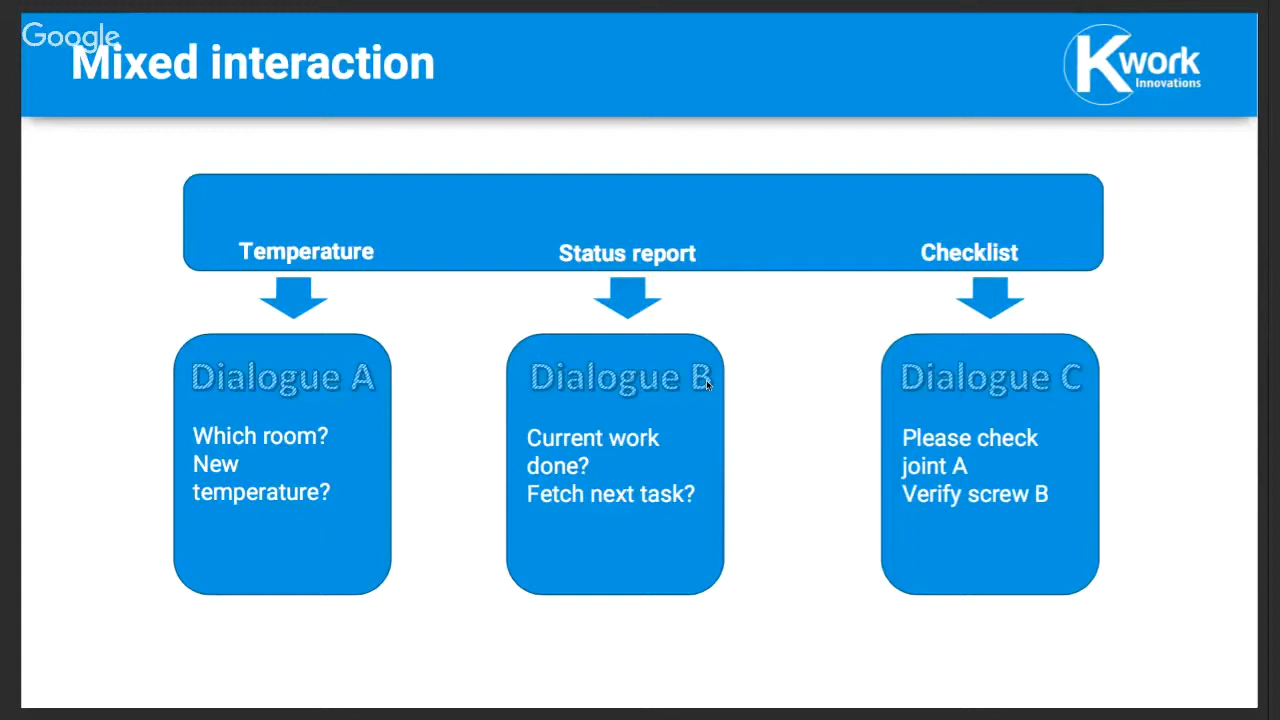 Google
Mixed interaction
Kwork
Innovations
Temperature
Status report
Checklist
Dialogue A
Which room?
New
temperature?
Dialogue B
Current work
done?
Fetch next task?
Dialogue C
Please check
joint A
Verify screw B